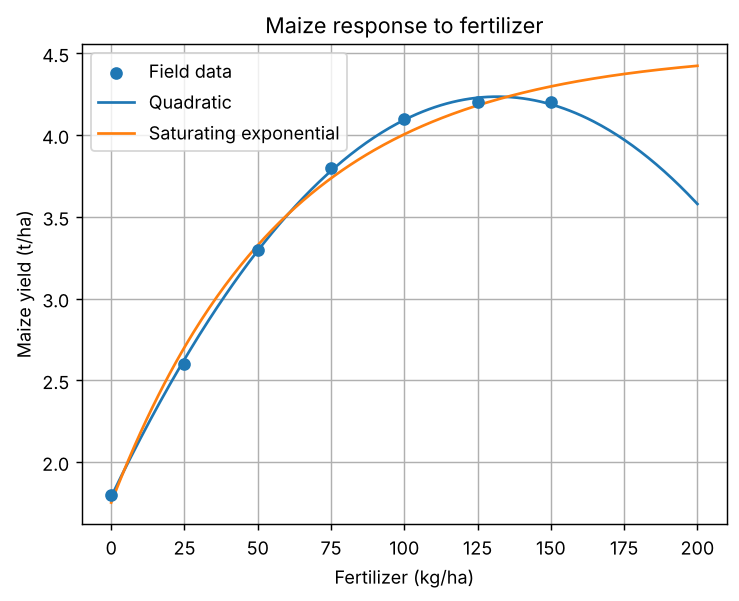 Maize response to fertilizer
Field data
Quadratic
Saturating exponential
4.5
4.0
3.5
3.0
2.5
2.0
Maize yield (t/ha)
0 25 50 75 100 125 150 175 200
Fertilizer (kg/ha)